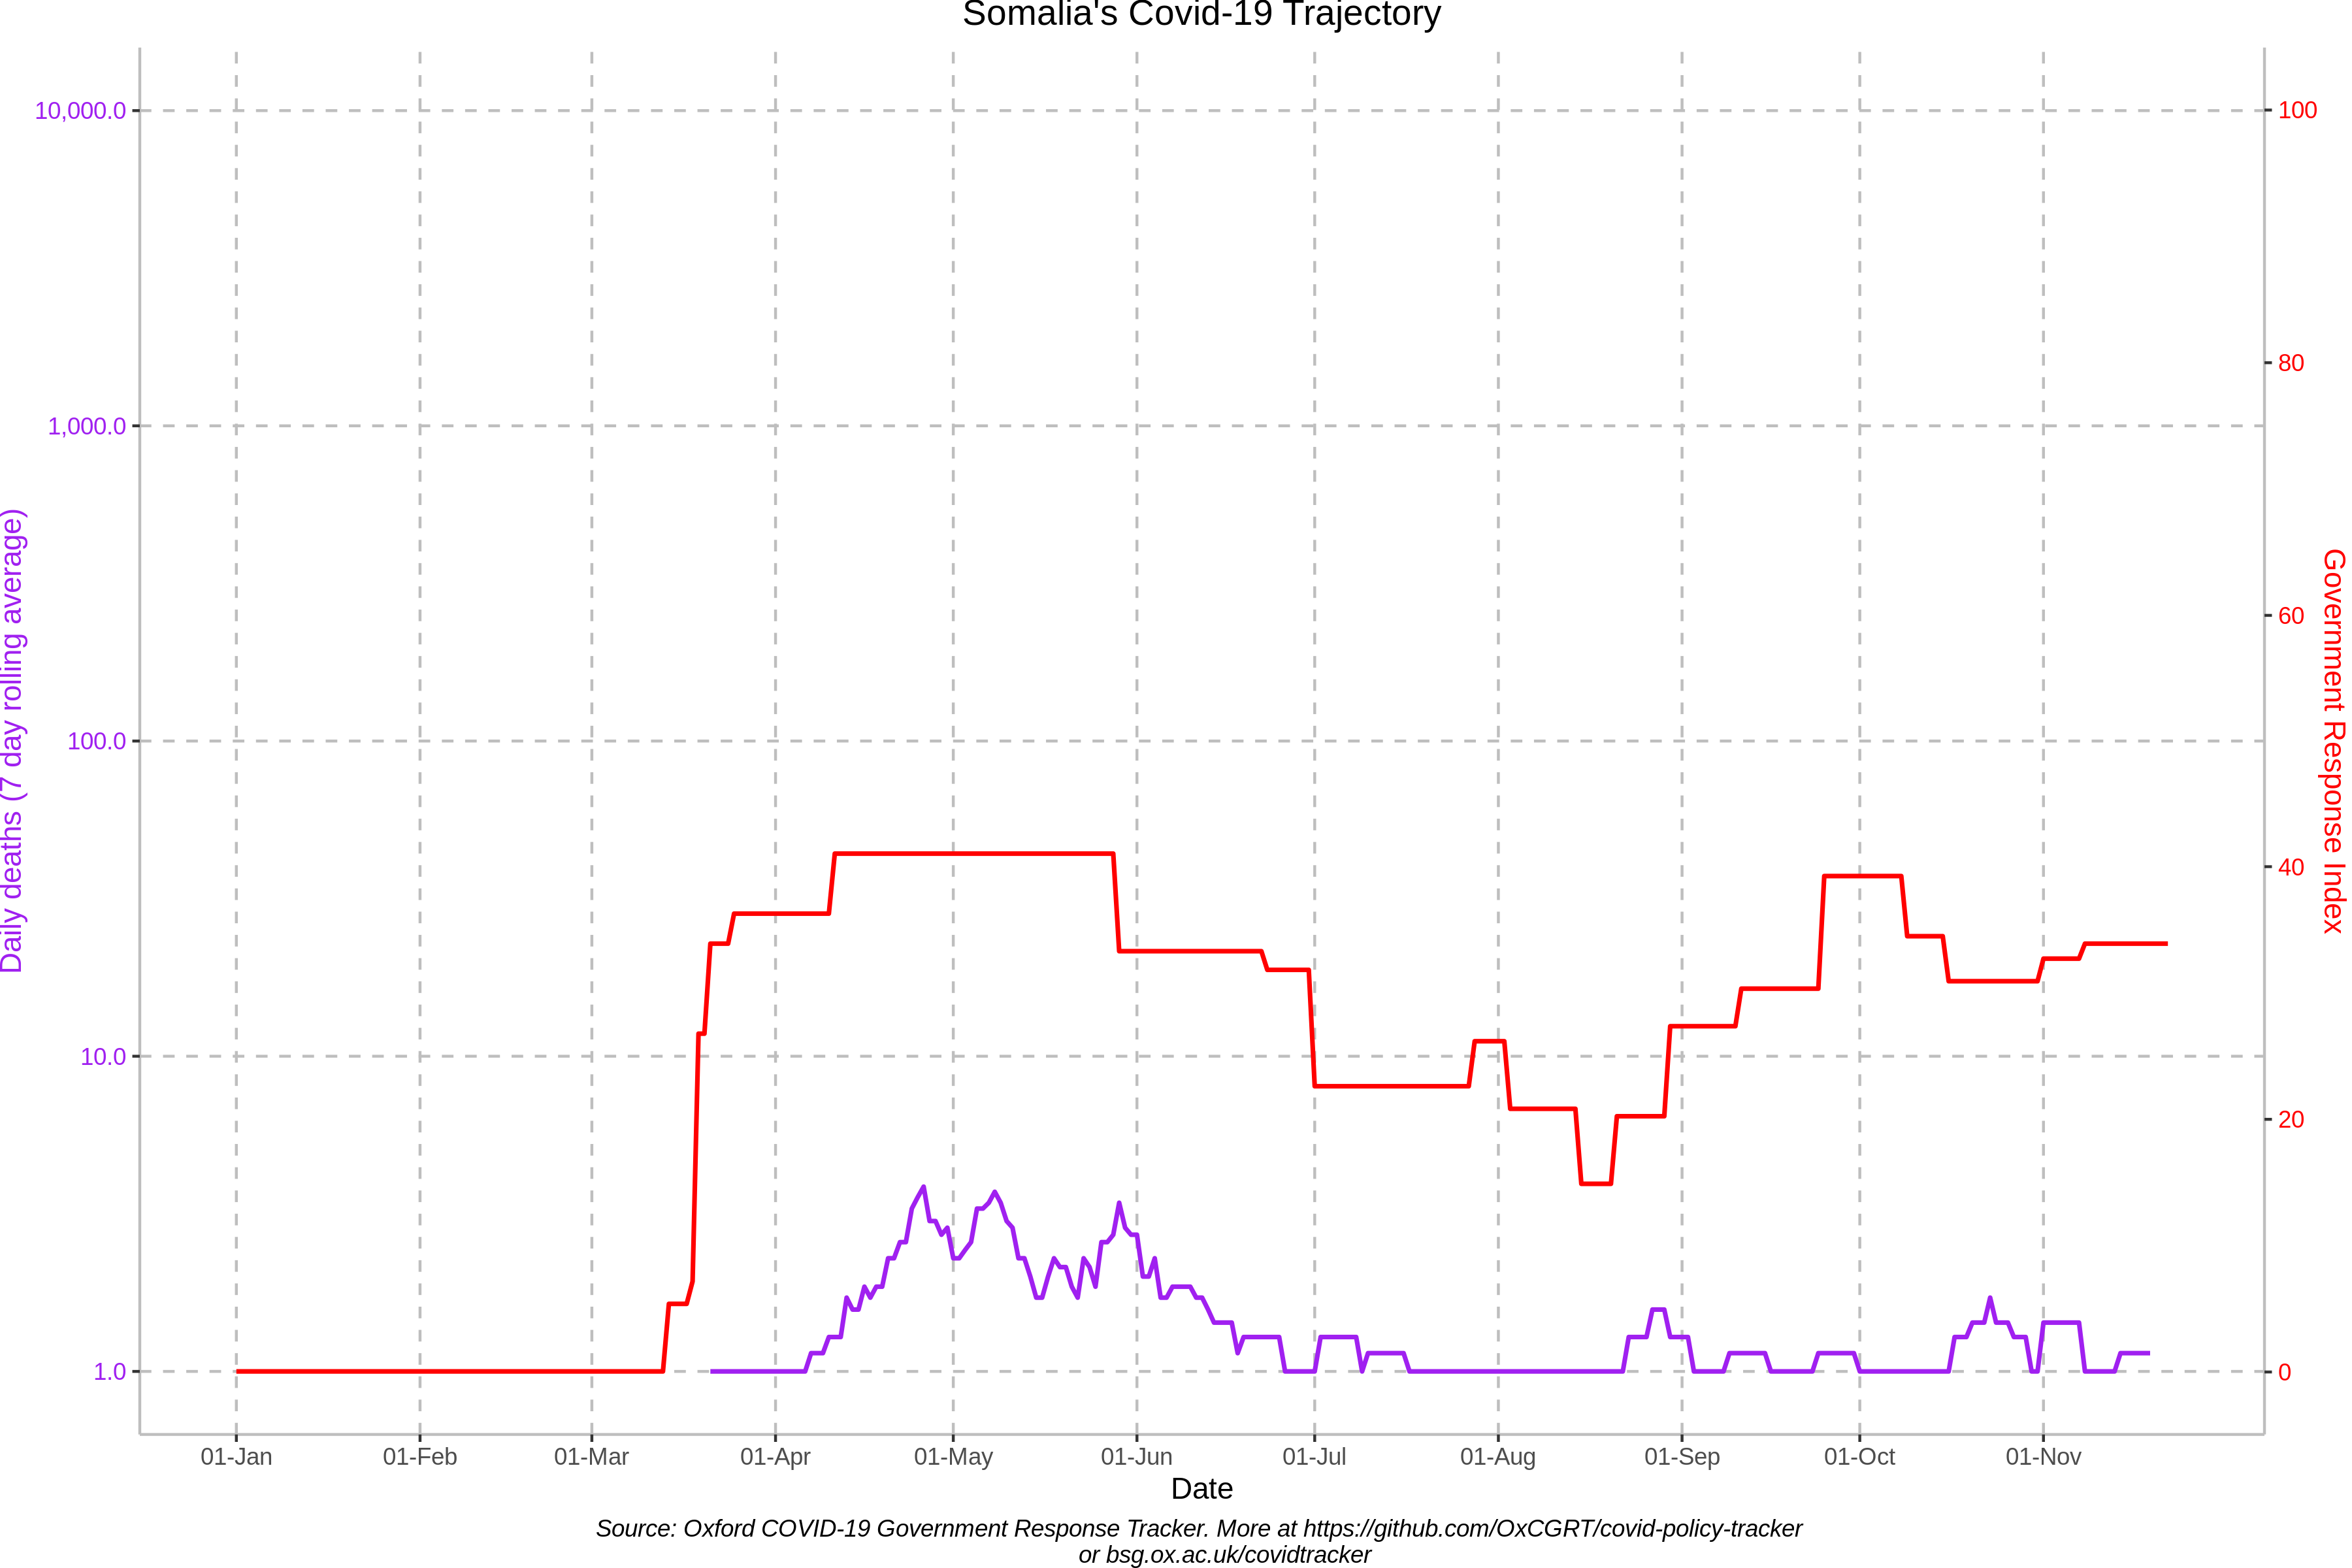 Somalia's Covid-19 Trajectory
10,000.0
1,000.0
100.0
10.0
1.0
Daily deaths (7 day rolling average)
100
80
60
40
20
0
Government Response Index
01-Jan 01-Feb 01-Mar 01-Apr 01-May 01-Jun 01-Jul 01-Aug 01-Sep 01-Oct 01-Nov
Date
Source: Oxford COVID-19 Government Response Tracker. More at https://github.com/OxCGRT/covid-policy-tracker
or bsg.ox.ac.uk/covidtracker